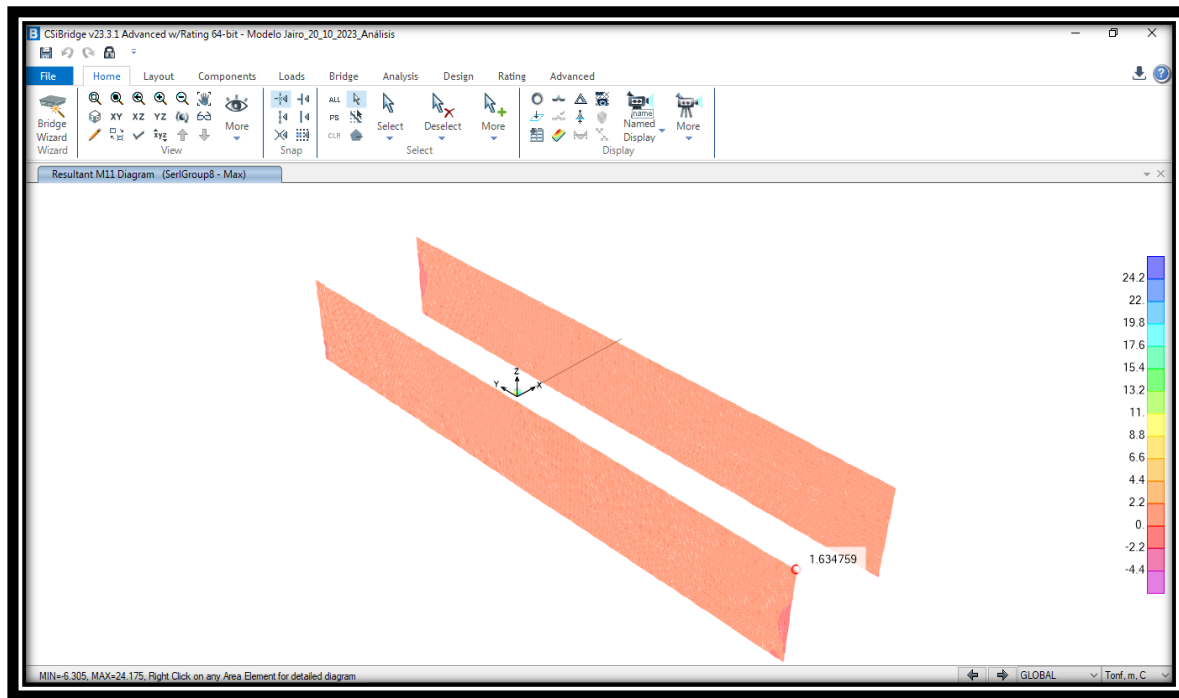 B CSiBridge v23.3.1 Advanced w/Rating 64-bit - Modelo Jairo_20_10_2023_Análisis
File Home Layout Components Loads Bridge Analysis Design Rating Advanced
XY XZ YZ
Bridge Wizard
More
ALL
PS
CLR
Select
Deselect
More
name
Named Display
More
Wizard
View
Snap
Select
Display
Resultant M11 Diagram (SerIGroup8 - Max)
24.2
22.
19.8
17.6
15.4
13.2
11.
8.8
6.6
4.4
2.2
0.
-2.2
-4.4
Z
Y
X
1.634759
MIN=-6.305, MAX=24.175, Right Click on any Area Element for detailed diagram
GLOBAL
Tonf, m, C